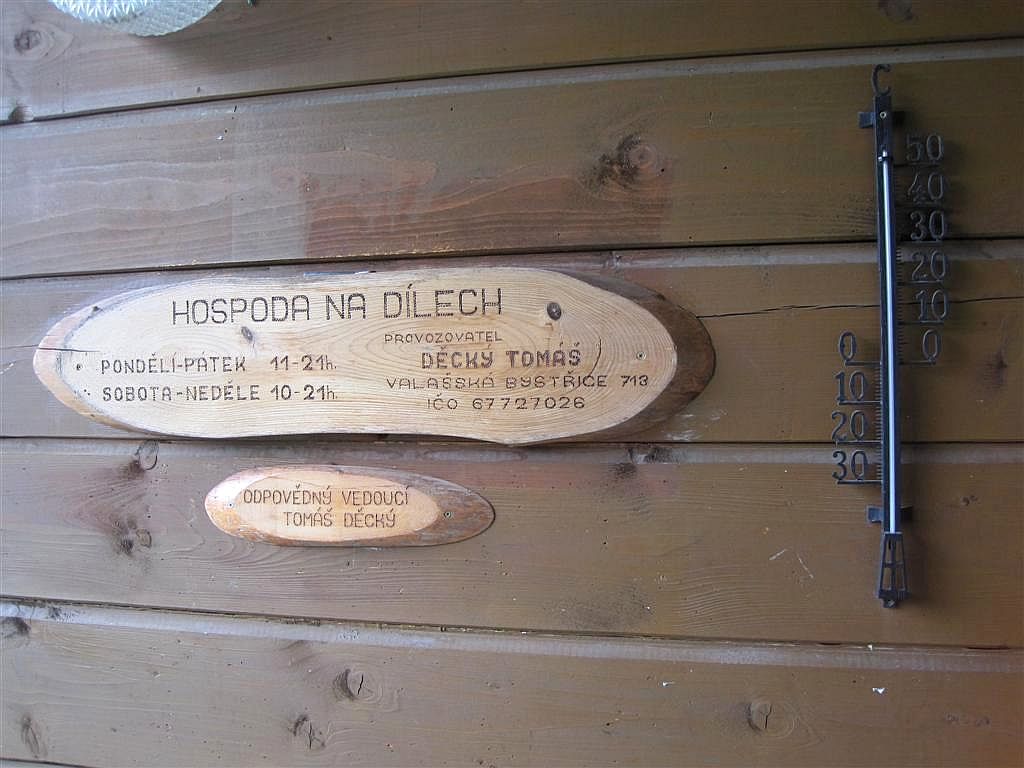 HOSPODA NA DÍLECH
PONDĚLÍ-PÁTEK 11-21h.
SOBOTA-NEDĚLE 10-21h.
PROVOZOVATEL
DĚCKÝ TOMÁŠ
VALAŠSKÁ BYSTŘICE 713
IČO 67727026
ODPOVĚDNÝ VEDOUCÍ
TOMÁŠ DĚCKÝ
C
50
40
30
20
10
0
0
10
20
30